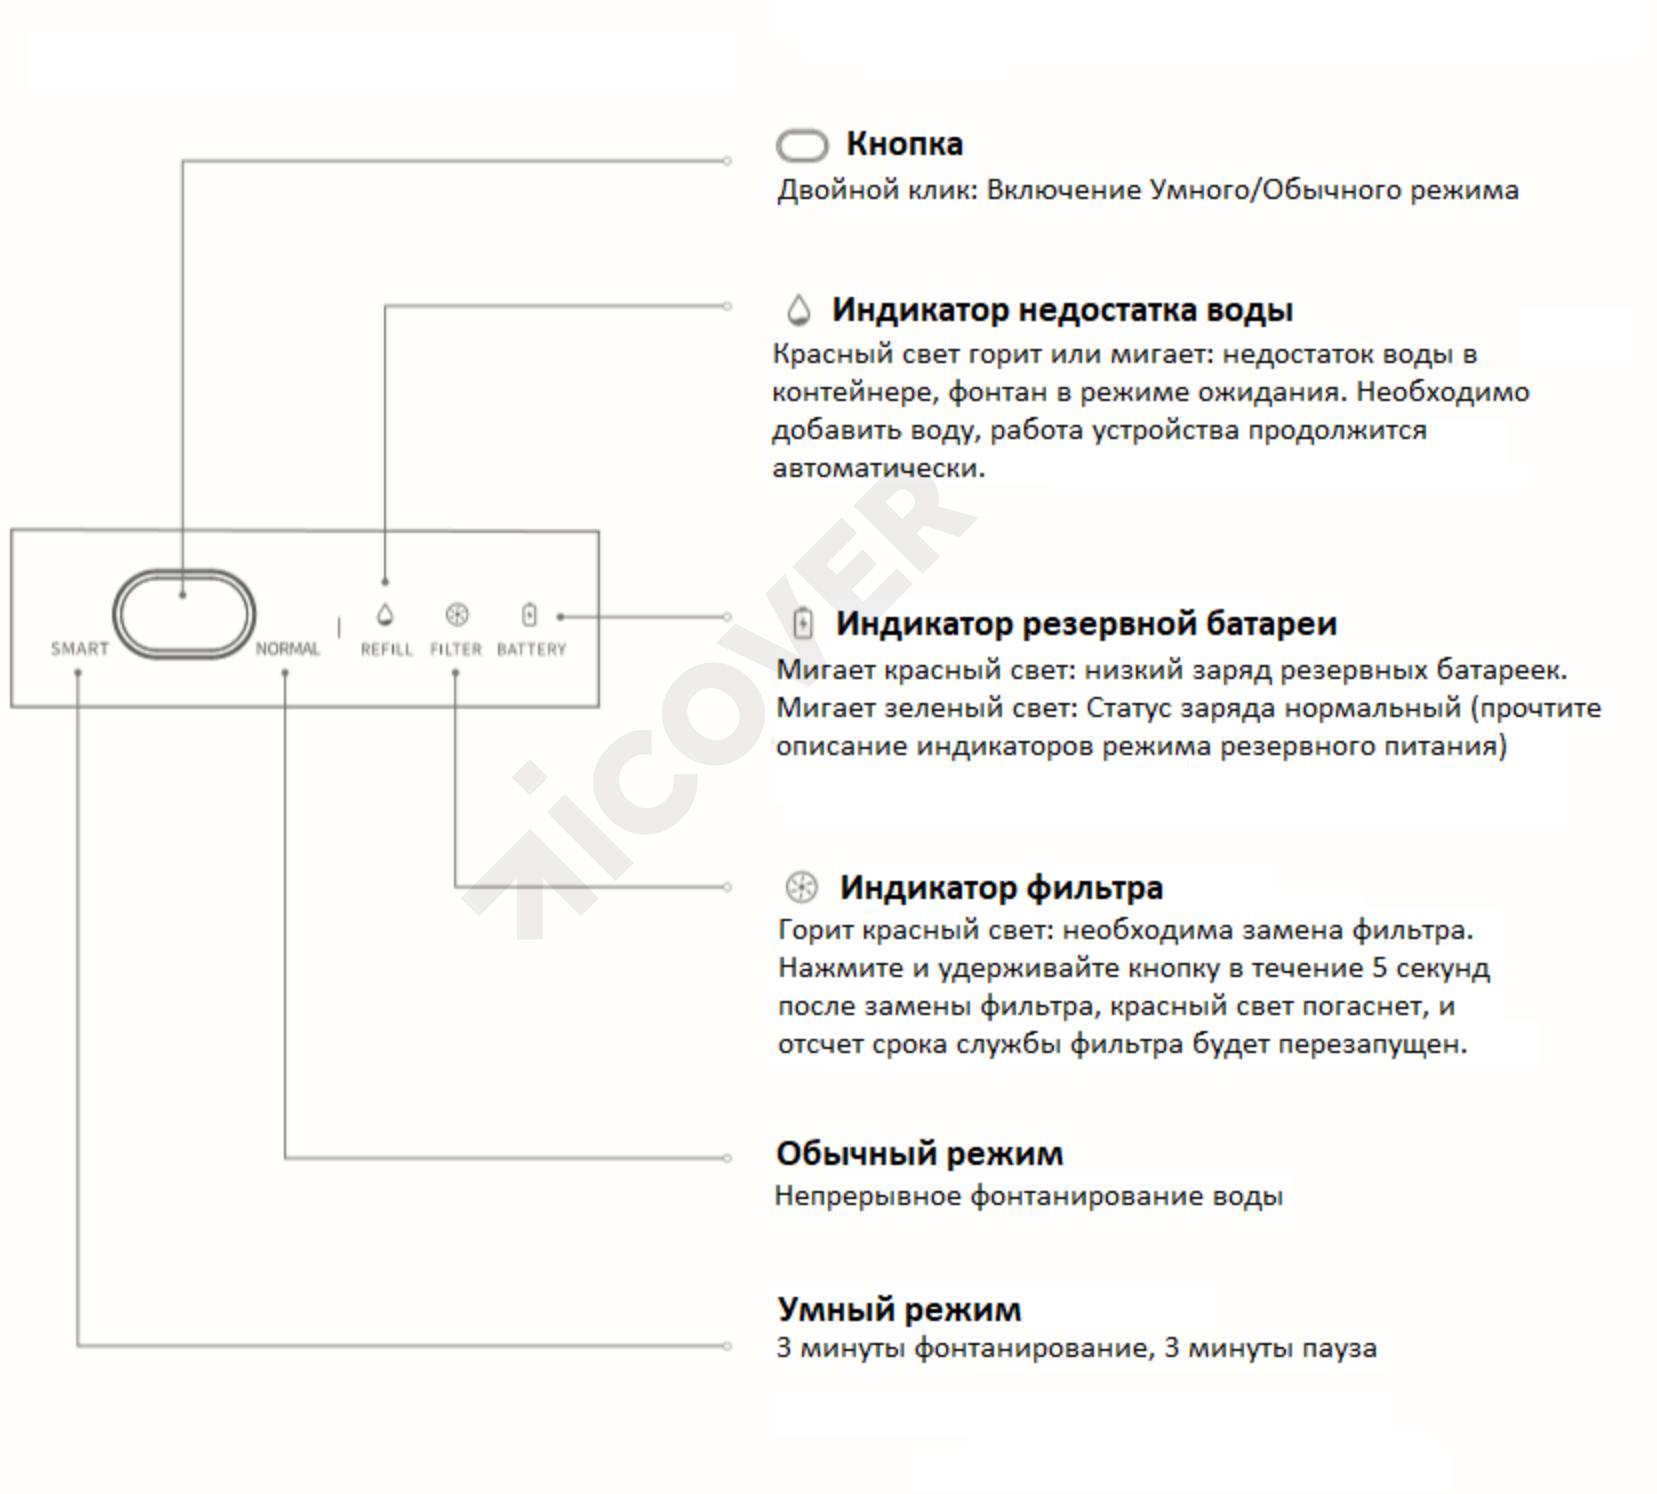 Кнопка
Двойной клик: Включение Умного/Обычного режима
Индикатор недостатка воды
Красный свет горит или мигает: недостаток воды в
контейнере, фонтан в режиме ожидания. Необходимо
добавить воду, работа устройства продолжится
автоматически.
SMART
NORMAL
REFILL
FILTER
BATTERY
Индикатор резервной батареи
Мигает красный свет: низкий заряд резервных батареек.
Мигает зеленый свет: Статус заряда нормальный (прочтите
описание индикаторов режима резервного питания)
iCOVER
Индикатор фильтра
Горит красный свет: необходима замена фильтра.
Нажмите и удерживайте кнопку в течение 5 секунд
после замены фильтра, красный свет погаснет, и
отсчет срока службы фильтра будет перезапущен.
Обычный режим
Непрерывное фонтанирование воды
Умный режим
3 минуты фонтанирование, 3 минуты пауза